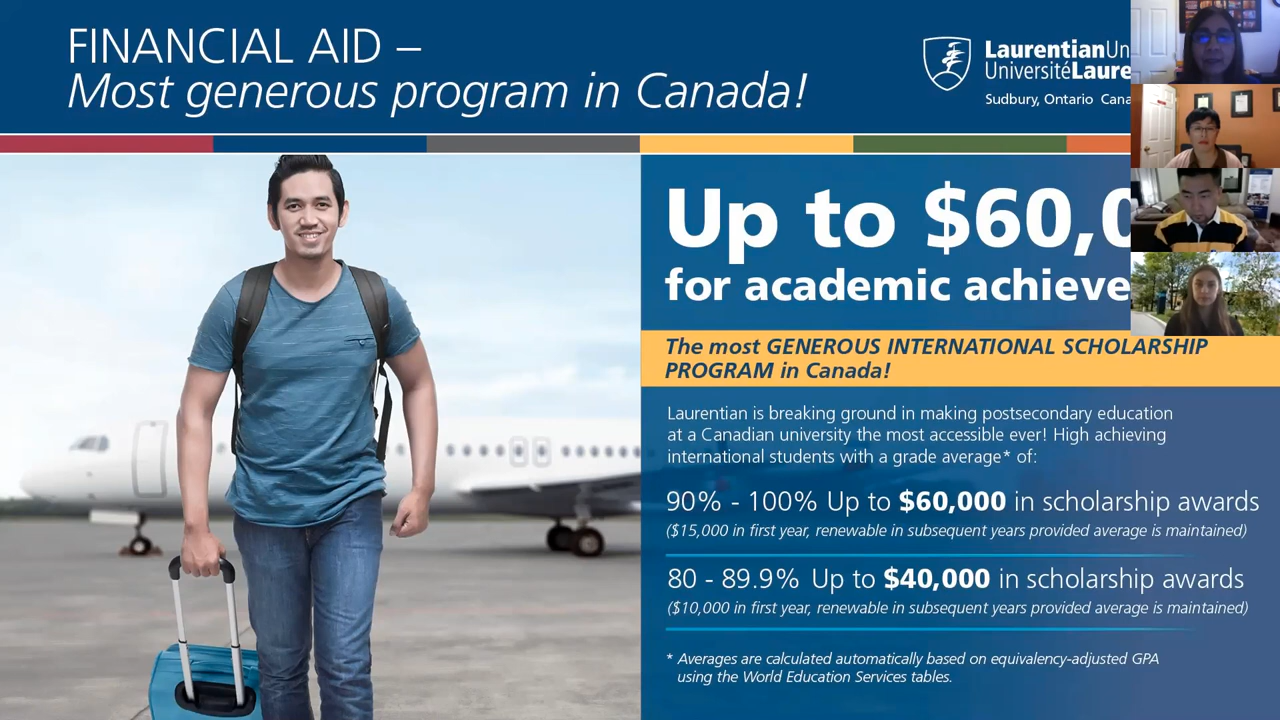 FINANCIAL AID –
Most generous program in Canada!
LaurentianUn
UniversitéLaure
Sudbury, Ontario Cana
Up to $60,0
for academic achieve
The most GENEROUS INTERNATIONAL SCHOLARSHIP
PROGRAM in Canada!
Laurentian is breaking ground in making postsecondary education
at a Canadian university the most accessible ever! High achieving
international students with a grade average* of:
90% - 100% Up to $60,000 in scholarship awards
($15,000 in first year, renewable in subsequent years provided average is maintained)
80 - 89.9% Up to $40,000 in scholarship awards
($10,000 in first year, renewable in subsequent years provided average is maintained)
* Averages are calculated automatically based on equivalency-adjusted GPA
using the World Education Services tables.